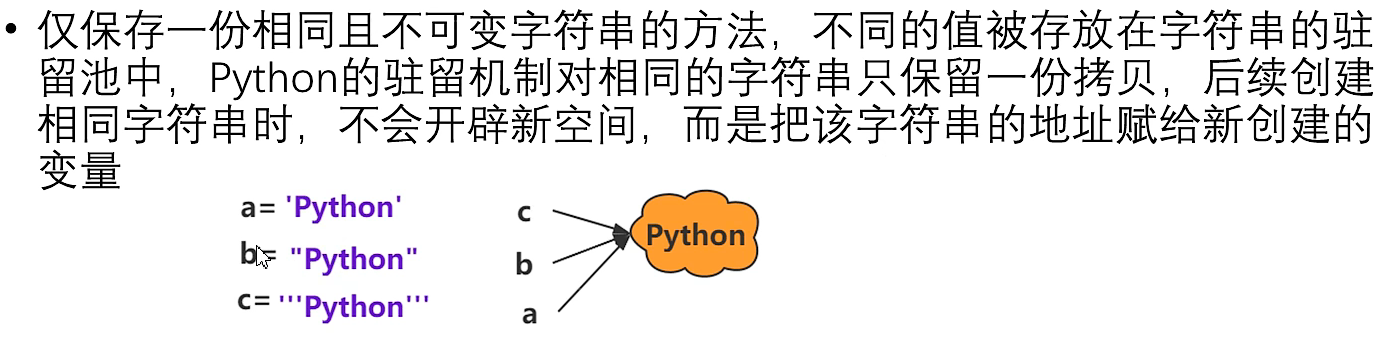 • 仅保存一份相同且不可变字符串的方法，不同的值被存放在字符串的驻
留池中，Python的驻留机制对相同的字符串只保留一份拷贝，后续创建
相同字符串时，不会开辟新空间，而是把该字符串的地址赋给新创建的
变量
a= 'Python'
b= "Python"
c= '''Python'''
c
b
a
Python